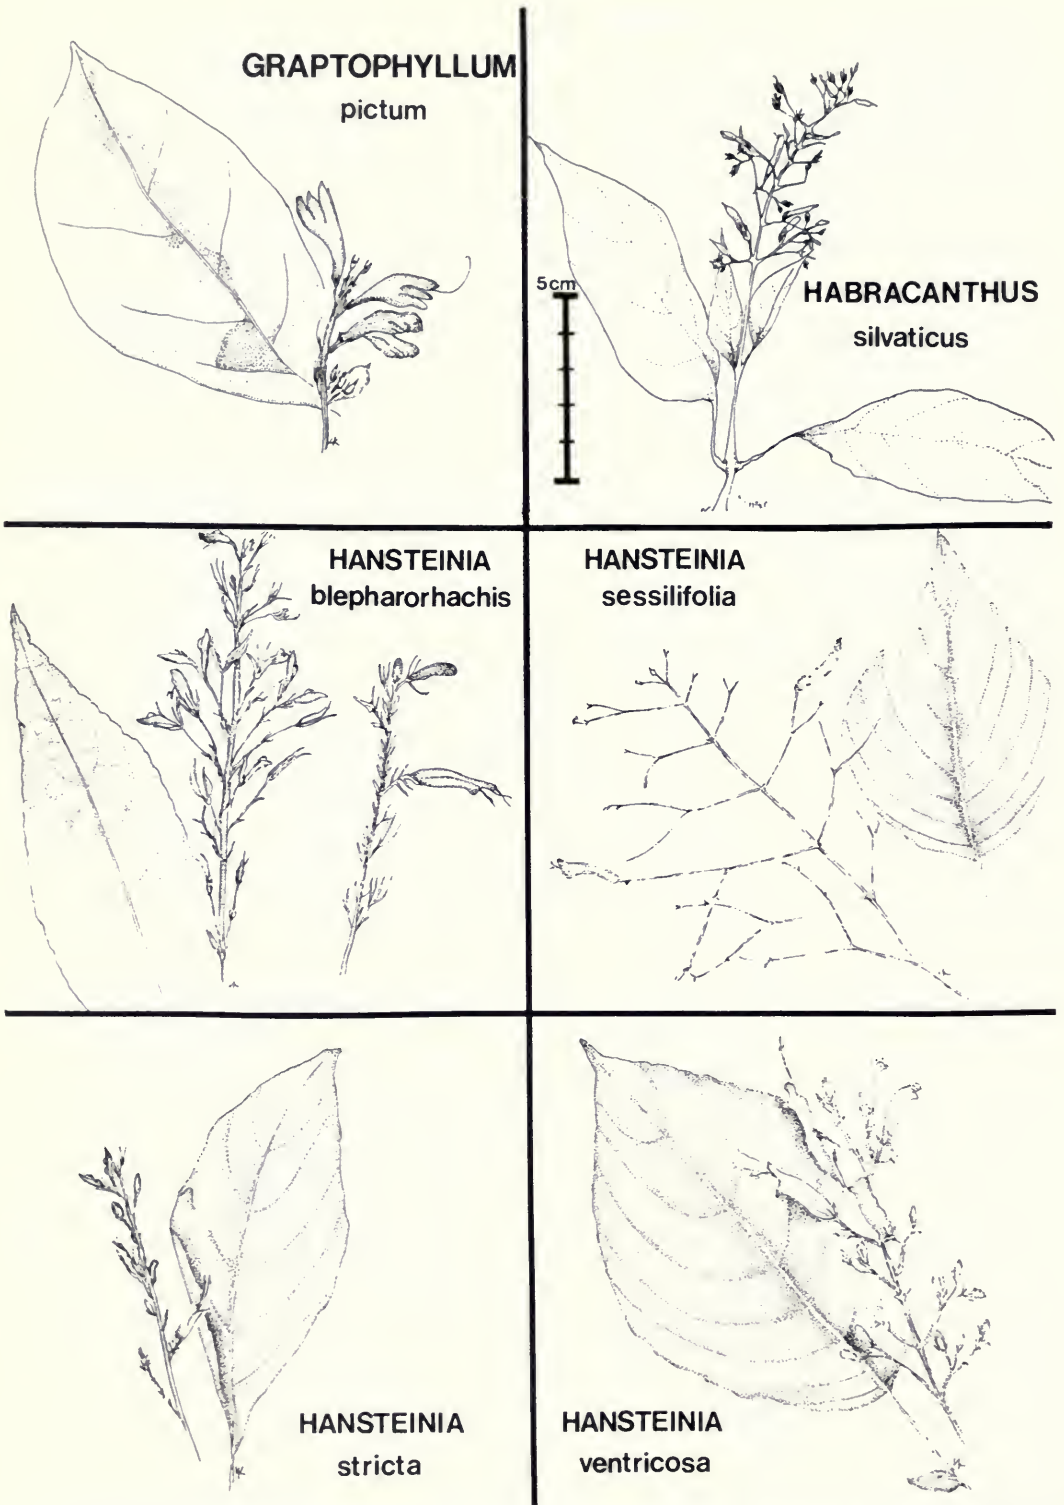 GRAPTOPHYLLUM
pictum
5cm
HABRACANTHUS
silvaticus
HANSTEINIA
blepharorhachis
HANSTEINIA
sessilifolia
HANSTEINIA
stricta
HANSTEINIA
ventricosa